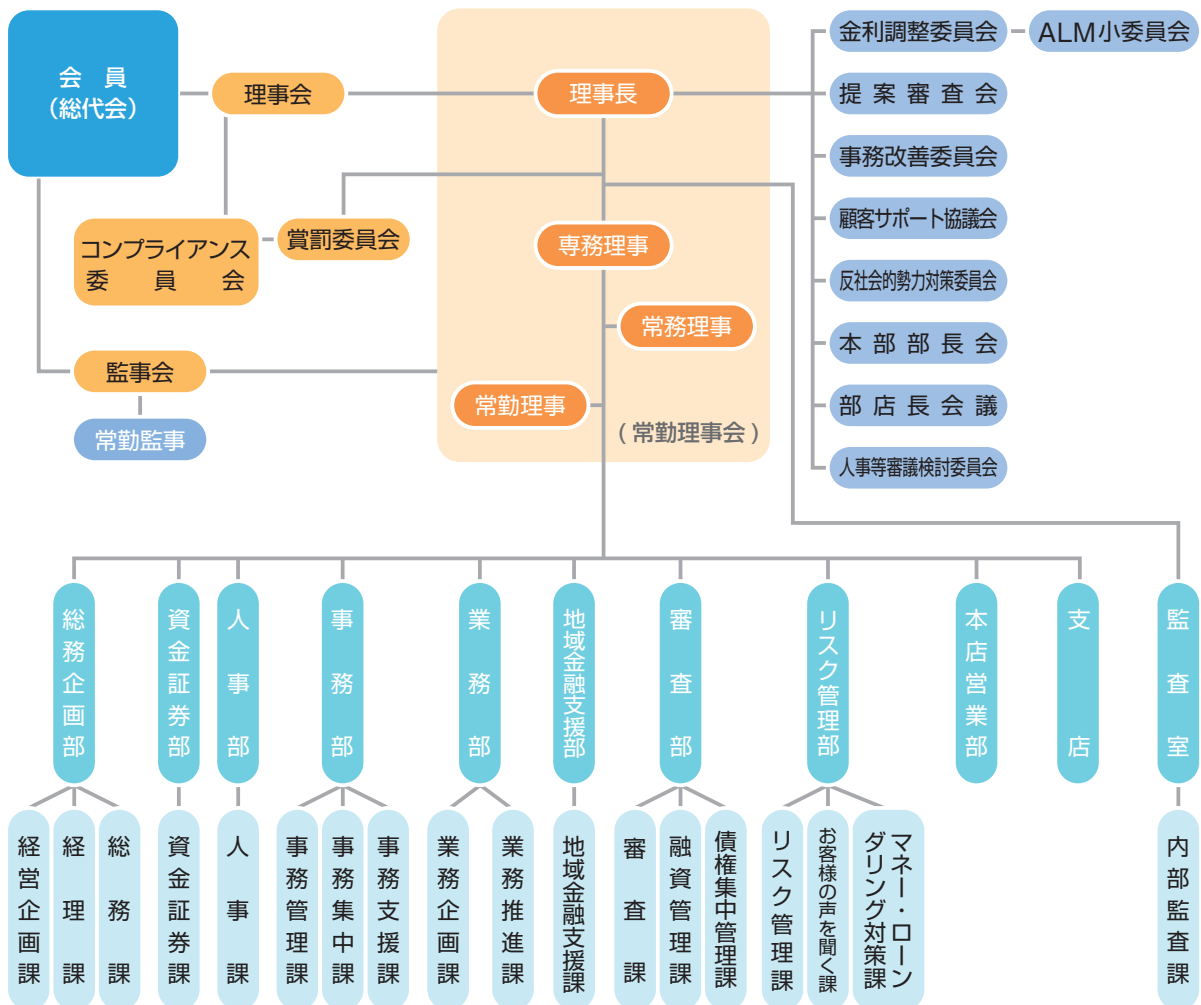 会員
（総代会）
理事会
理事長
金利調整委員会
ALM小委員会
提案審査会
事務改善委員会
顧客サポート協議会
反社会的勢力対策委員会
本部部長会
部店長会議
人事等審議検討委員会
コンプライアンス
委員会
賞罰委員会
専務理事
常務理事
常勤理事
(常勤理事会)
監事会
常勤監事
総務企画部
資金証券部
人事部
事務部
業務部
地域金融支援部
審査部
リスク管理部
本店営業部
支店
監査室
経営企画課
経理課
総務課
資金証券課
人事課
事務管理課
事務集中課
事務支援課
業務企画課
業務推進課
地域金融支援課
審査課
融資管理課
債権集中管理課
リスク管理課
お客様の声を聞く課
マネー・ローン
ダリング対策課
内部監査課